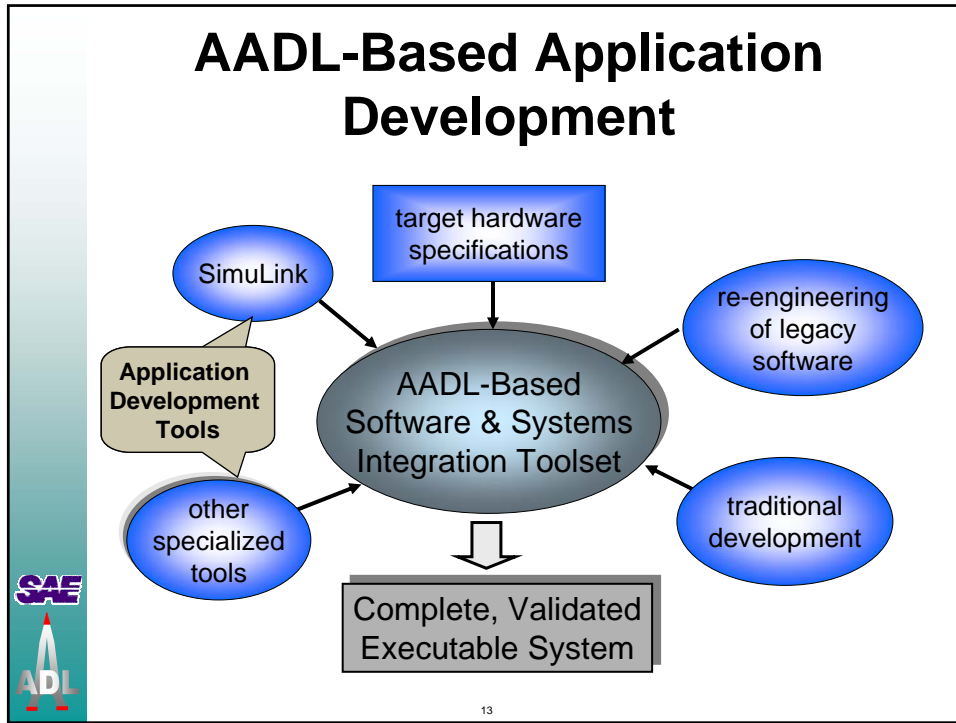 AADL-Based Application
Development
target hardware
specifications
SimuLink
re-engineering
of legacy
software
Application
Development
Tools
AADL-Based
Software & Systems
Integration Toolset
other
specialized
tools
traditional
development
Complete, Validated
Executable System
SAE
ADL
13